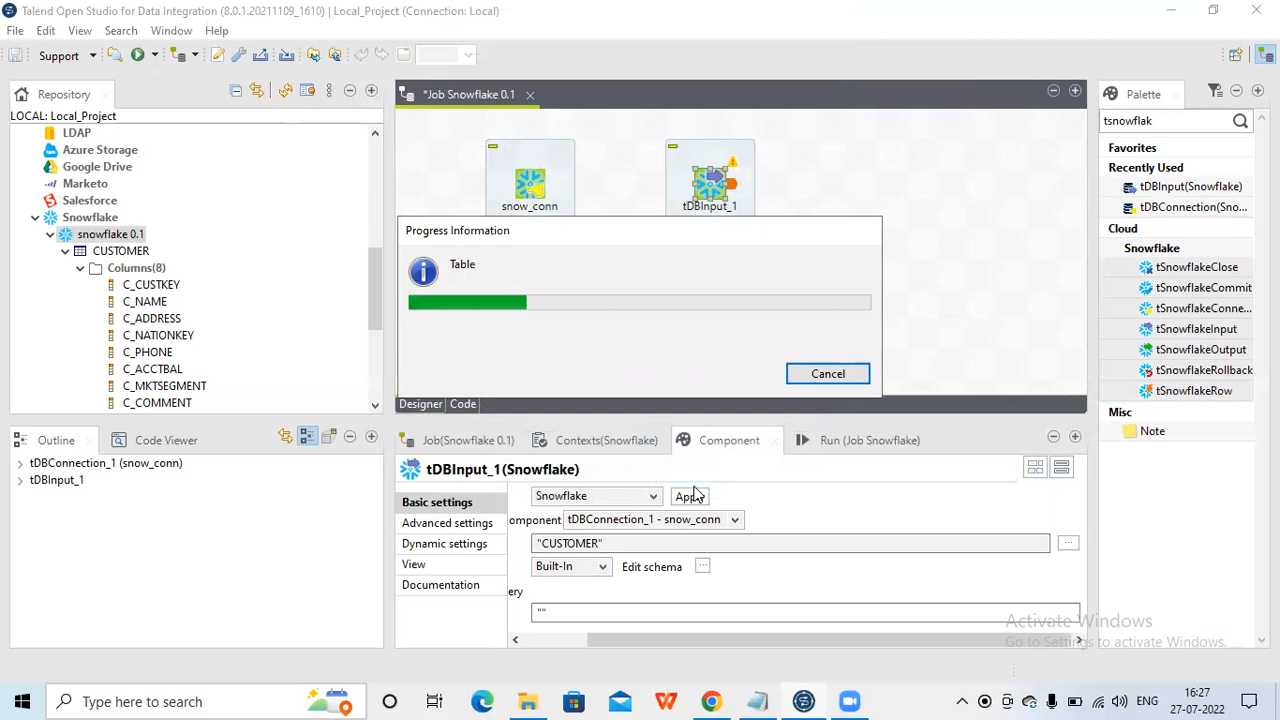 Talend Open Studio for Data Integration (8.0.1.20211109_1610) | Local_Project (Connection: Local)
File Edit View Search Window Help
Support
Repository
LOCAL: Local_Project
LDAP
Azure Storage
Google Drive
Marketo
Salesforce
Snowflake
snowflake 0.1
CUSTOMER
Columns(8)
C_CUSTKEY
C_NAME
C_ADDRESS
C_NATIONKEY
C_PHONE
C_ACCTBAL
C_MKTSEGMENT
C_COMMENT
*Job Snowflake 0.1
snow_conn tDBInput_1
Progress Information
Table
Cancel
Designer Code
Palette
tsnowflak
Favorites
Recently Used
tDBInput(Snowflake)
tDBConnection(Sno...
Cloud
Snowflake
tSnowflakeClose
tSnowflakeCommit
tSnowflakeConne...
tSnowflakeInput
tSnowflakeOutput
tSnowflakeRollback
tSnowflakeRow
Misc
Note
Outline Code Viewer
tDBConnection_1 (snow_conn)
tDBInput_1
Job(Snowflake 0.1) Contexts(Snowflake) Component Run (Job Snowflake)
tDBInput_1(Snowflake)
Basic settings
Advanced settings
Dynamic settings
View
Documentation
Snowflake
omponent tDBConnection_1 - snow_conn
"CUSTOMER" ...
Built-In Edit schema ...
ery
""
Activate Windows
Go to Settings to activate Windows.
Type here to search
ENG
16:27
27-07-2022